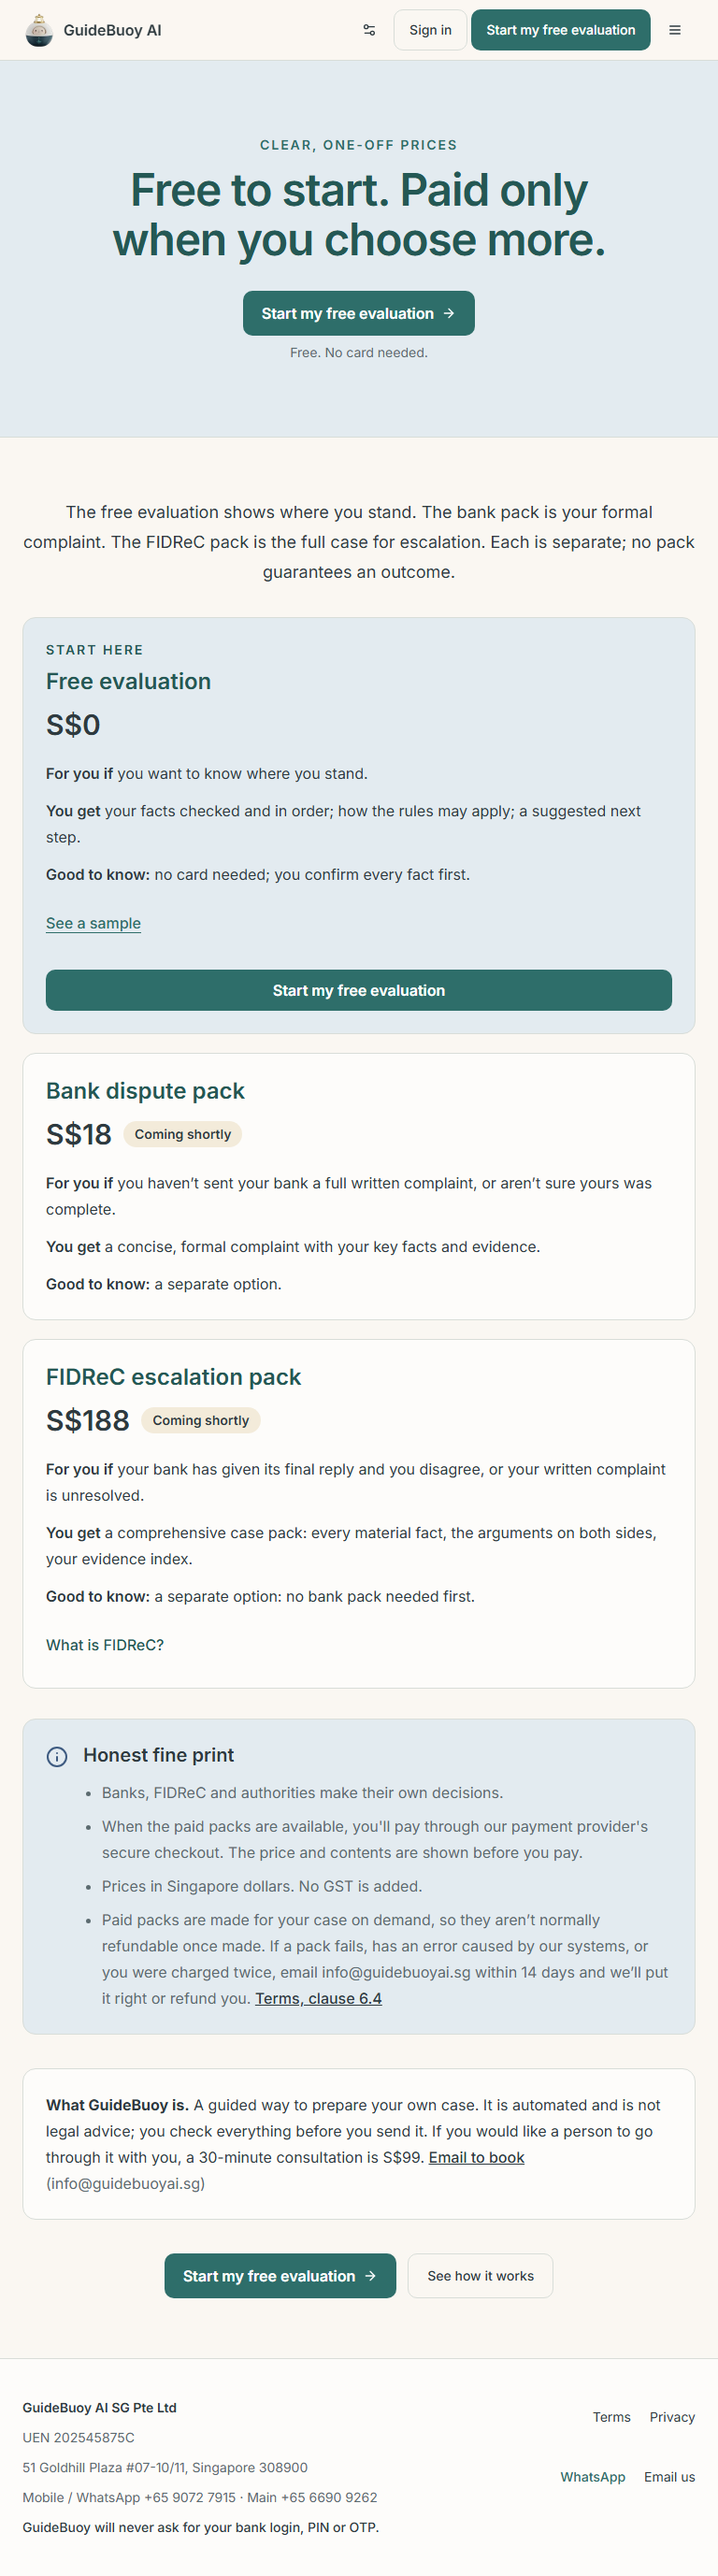 GuideBuoy AI
Sign in
Start my free evaluation
CLEAR, ONE-OFF PRICES
Free to start. Paid only
when you choose more.
Start my free evaluation →
Free. No card needed.
The free evaluation shows where you stand. The bank pack is your formal
complaint. The FIDReC pack is the full case for escalation. Each is separate; no pack
guarantees an outcome.
START HERE
Free evaluation
S$0
For you if you want to know where you stand.
You get your facts checked and in order; how the rules may apply; a suggested next
step.
Good to know: no card needed; you confirm every fact first.
See a sample
Start my free evaluation
Bank dispute pack
S$18 Coming shortly
For you if you haven’t sent your bank a full written complaint, or aren’t sure yours was
complete.
You get a concise, formal complaint with your key facts and evidence.
Good to know: a separate option.
FIDReC escalation pack
S$188 Coming shortly
For you if your bank has given its final reply and you disagree, or your written complaint
is unresolved.
You get a comprehensive case pack: every material fact, the arguments on both sides,
your evidence index.
Good to know: a separate option: no bank pack needed first.
What is FIDReC?
Honest fine print
• Banks, FIDReC and authorities make their own decisions.
• When the paid packs are available, you'll pay through our payment provider's
secure checkout. The price and contents are shown before you pay.
• Prices in Singapore dollars. No GST is added.
• Paid packs are made for your case on demand, so they aren’t normally
refundable once made. If a pack fails, has an error caused by our systems, or
you were charged twice, email info@guidebuoyai.sg within 14 days and we’ll put
it right or refund you. Terms, clause 6.4
What GuideBuoy is. A guided way to prepare your own case. It is automated and is not
legal advice; you check everything before you send it. If you would like a person to go
through it with you, a 30-minute consultation is S$99. Email to book
(info@guidebuoyai.sg)
Start my free evaluation →
See how it works
GuideBuoy AI SG Pte Ltd
UEN 202545875C
51 Goldhill Plaza #07-10/11, Singapore 308900
Mobile / WhatsApp +65 9072 7915 · Main +65 6690 9262
GuideBuoy will never ask for your bank login, PIN or OTP.
Terms
Privacy
WhatsApp
Email us